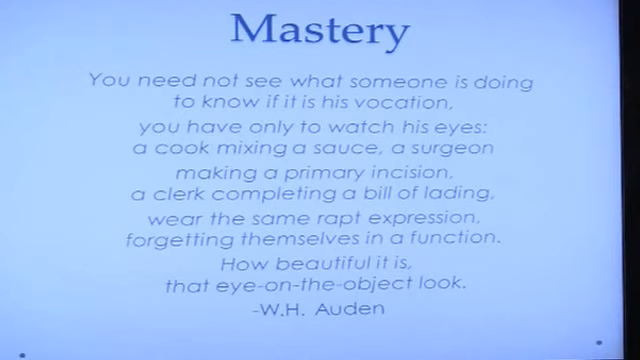 Mastery
You need not see what someone is doing
to know if it is his vocation,
you have only to watch his eyes:
a cook mixing a sauce, a surgeon
making a primary incision,
a clerk completing a bill of lading,
wear the same rapt expression,
forgetting themselves in a function.
How beautiful it is,
that eye-on-the-object look.
-W.H. Auden